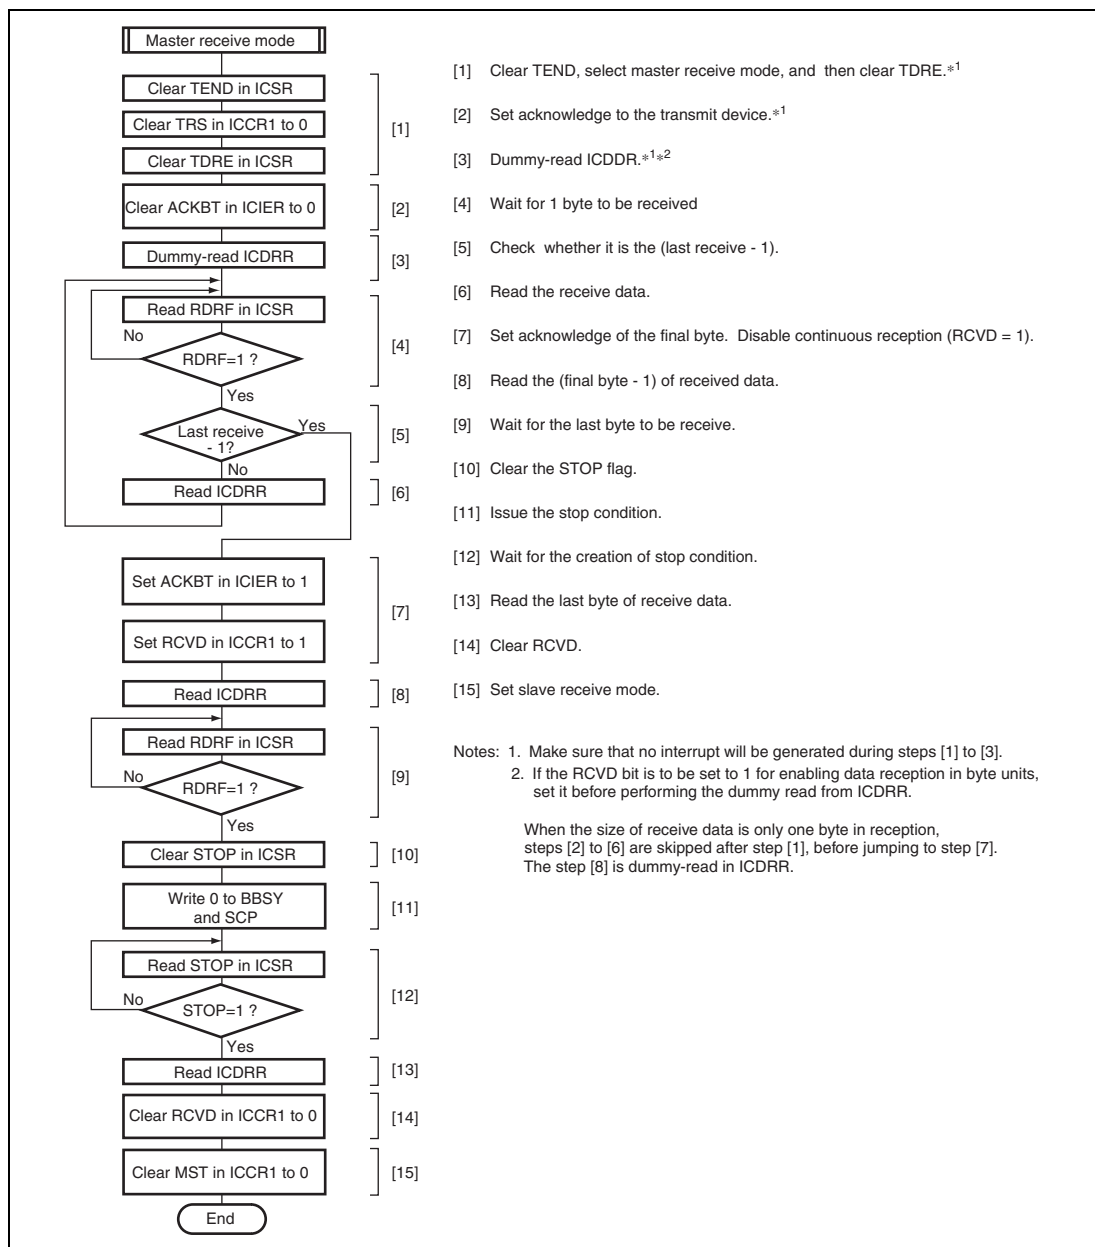 Master receive mode
Clear TEND in ICSR
Clear TRS in ICCR1 to 0
[1]
Clear TDRE in ICSR
Clear ACKBT in ICIER to 0
[2]
Dummy-read ICDRR
[3]
Read RDRF in ICSR
No
RDRF=1 ?
[4]
Yes
Last receive
- 1?
Yes
[5]
No
Read ICDRR
[6]
Set ACKBT in ICIER to 1
[7]
Set RCVD in ICCR1 to 1
Read ICDRR
[8]
Read RDRF in ICSR
No
RDRF=1 ?
[9]
Yes
Clear STOP in ICSR
[10]
Write 0 to BBSY
and SCP
[11]
Read STOP in ICSR
No
STOP=1 ?
[12]
Yes
Read ICDRR
[13]
Clear RCVD in ICCR1 to 0
[14]
Clear MST in ICCR1 to 0
[15]
End
[1] Clear TEND, select master receive mode, and then clear TDRE.*1
[2] Set acknowledge to the transmit device.*1
[3] Dummy-read ICDDR.*1*2
[4] Wait for 1 byte to be received
[5] Check whether it is the (last receive - 1).
[6] Read the receive data.
[7] Set acknowledge of the final byte. Disable continuous reception (RCVD = 1).
[8] Read the (final byte - 1) of received data.
[9] Wait for the last byte to be receive.
[10] Clear the STOP flag.
[11] Issue the stop condition.
[12] Wait for the creation of stop condition.
[13] Read the last byte of receive data.
[14] Clear RCVD.
[15] Set slave receive mode.
Notes: 1. Make sure that no interrupt will be generated during steps [1] to [3].
2. If the RCVD bit is to be set to 1 for enabling data reception in byte units,
set it before performing the dummy read from ICDRR.
When the size of receive data is only one byte in reception,
steps [2] to [6] are skipped after step [1], before jumping to step [7].
The step [8] is dummy-read in ICDRR.